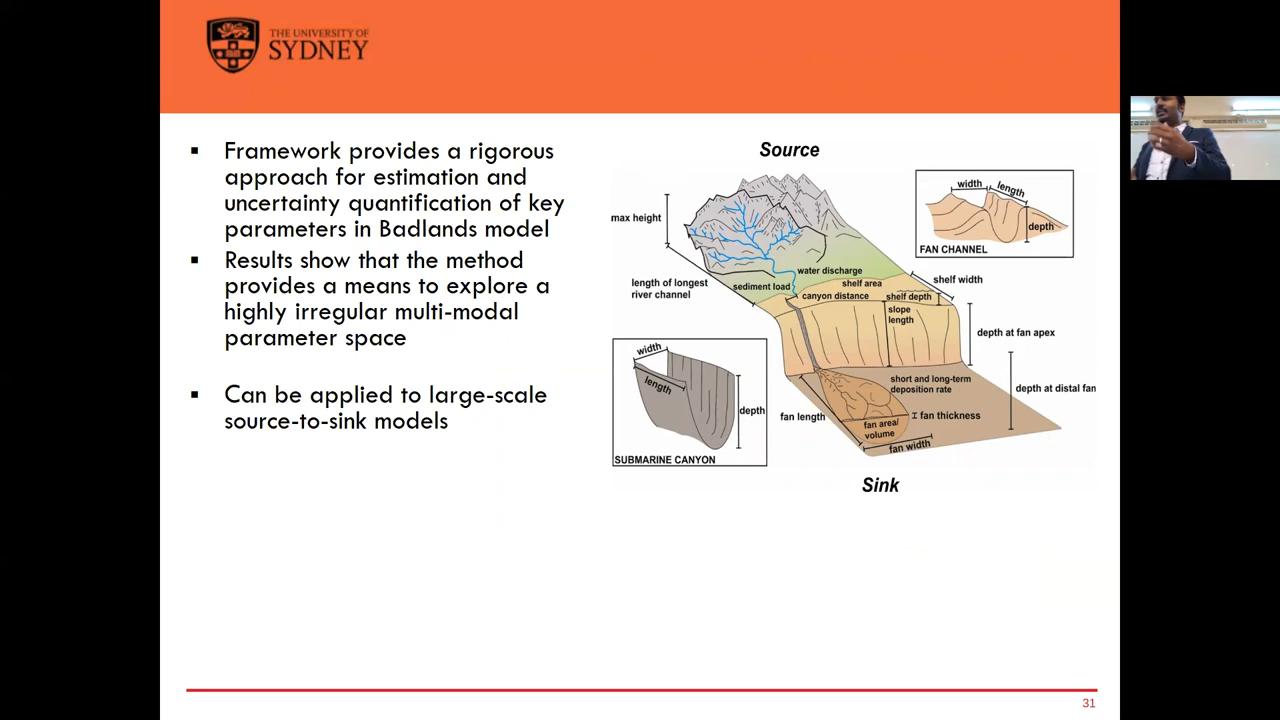 THE UNIVERSITY OF
SYDNEY
▪ Framework provides a rigorous
approach for estimation and
uncertainty quantification of key
parameters in Badlands model
▪ Results show that the method
provides a means to explore a
highly irregular multi-modal
parameter space
▪ Can be applied to large-scale
source-to-sink models
Source
max height
length of longest
river channel
water discharge
sediment load
shelf area
canyon distance
shelf depth
shelf width
slope
length
depth at fan apex
depth at distal fan
short and long-term
deposition rate
fan length
fan thickness
fan area/
volume
fan width
width
length
depth
FAN CHANNEL
width
length
depth
SUBMARINE CANYON
Sink
31